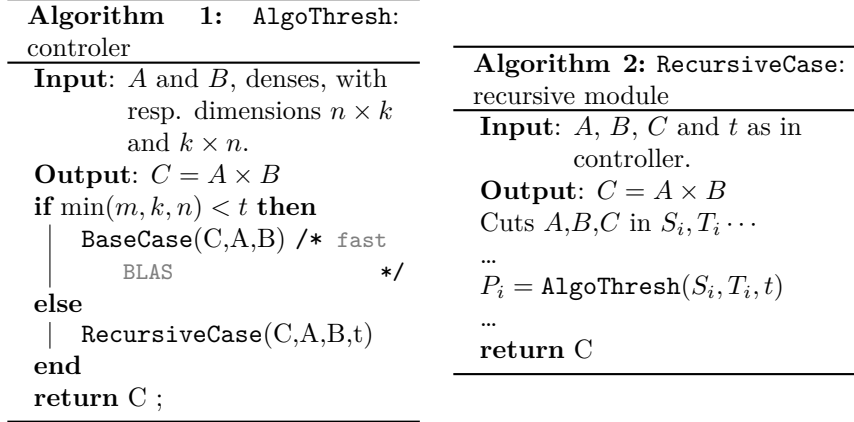 Algorithm 1: AlgoThresh:
controler
Input: A and B, denses, with
resp. dimensions n × k
and k × n.
Output: C = A × B
if min(m, k, n) < t then
BaseCase(C,A,B) /* fast
BLAS */
else
RecursiveCase(C,A,B,t)
end
return C ;
Algorithm 2: RecursiveCase:
recursive module
Input: A, B, C and t as in
controller.
Output: C = A × B
Cuts A,B,C in S_i, T_i ⋯
…
P_i = AlgoThresh(S_i, T_i, t)
…
return C